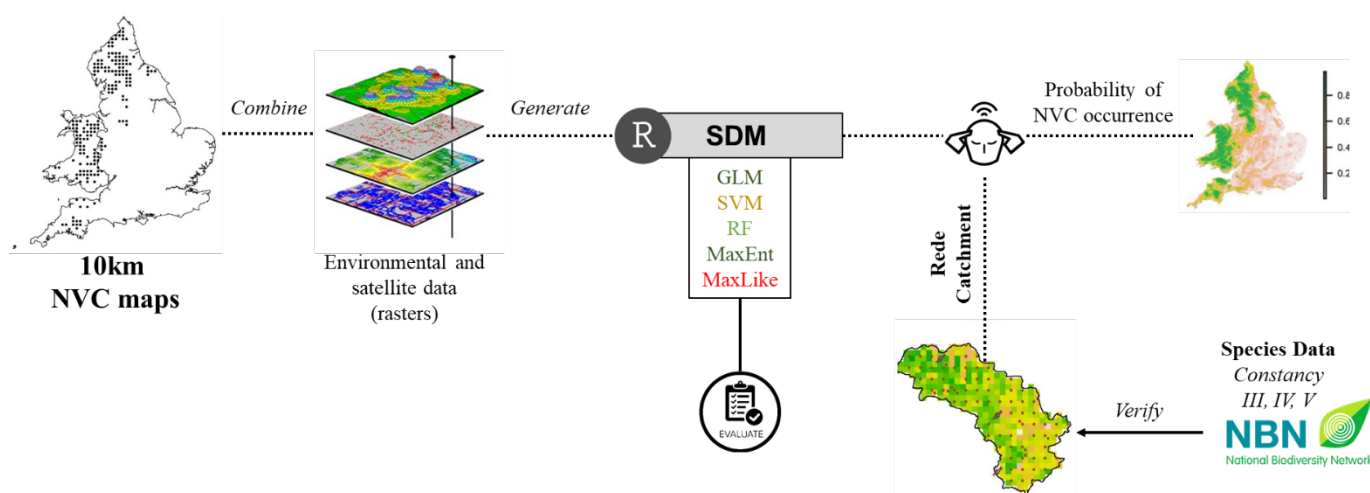 10km
NVC maps
Combine
Environmental and
satellite data
(rasters)
Generate
R
SDM
GLM
SVM
RF
MaxEnt
MaxLike
EVALUATE
Probability of
NVC occurrence
0.8
0.6
0.4
0.2
Rede
Catchment
Verify
Species Data
Constancy
III, IV, V
NBN
National Biodiversity Network